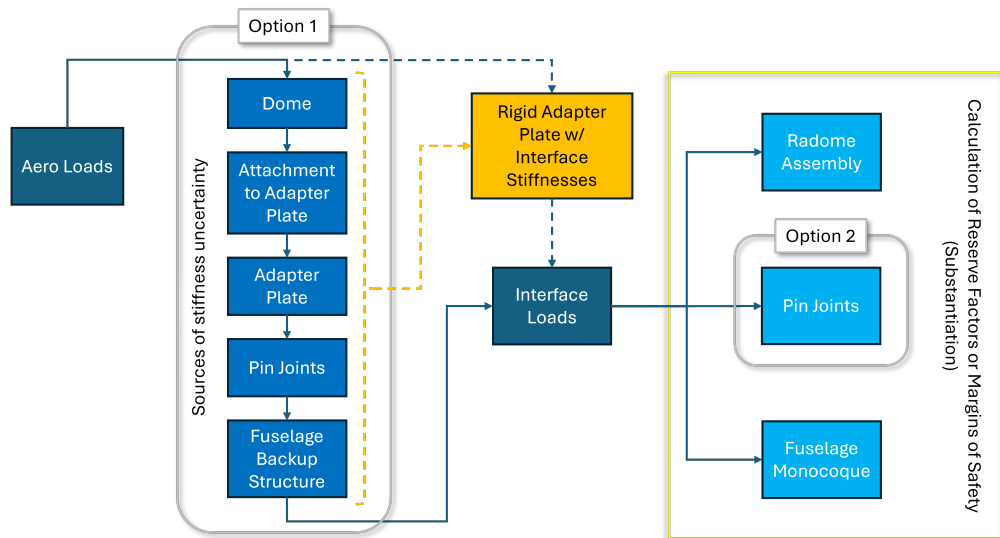 Option 1
Aero Loads
Sources of stiffness uncertainty
Dome
Attachment
to Adapter
Plate
Adapter
Plate
Pin Joints
Fuselage
Backup
Structure
Rigid Adapter
Plate w/
Interface
Stiffnesses
Interface
Loads
Radome
Assembly
Option 2
Pin Joints
Fuselage
Monocoque
Calculation of Reserve Factors or Margins of Safety
(Substantiation)